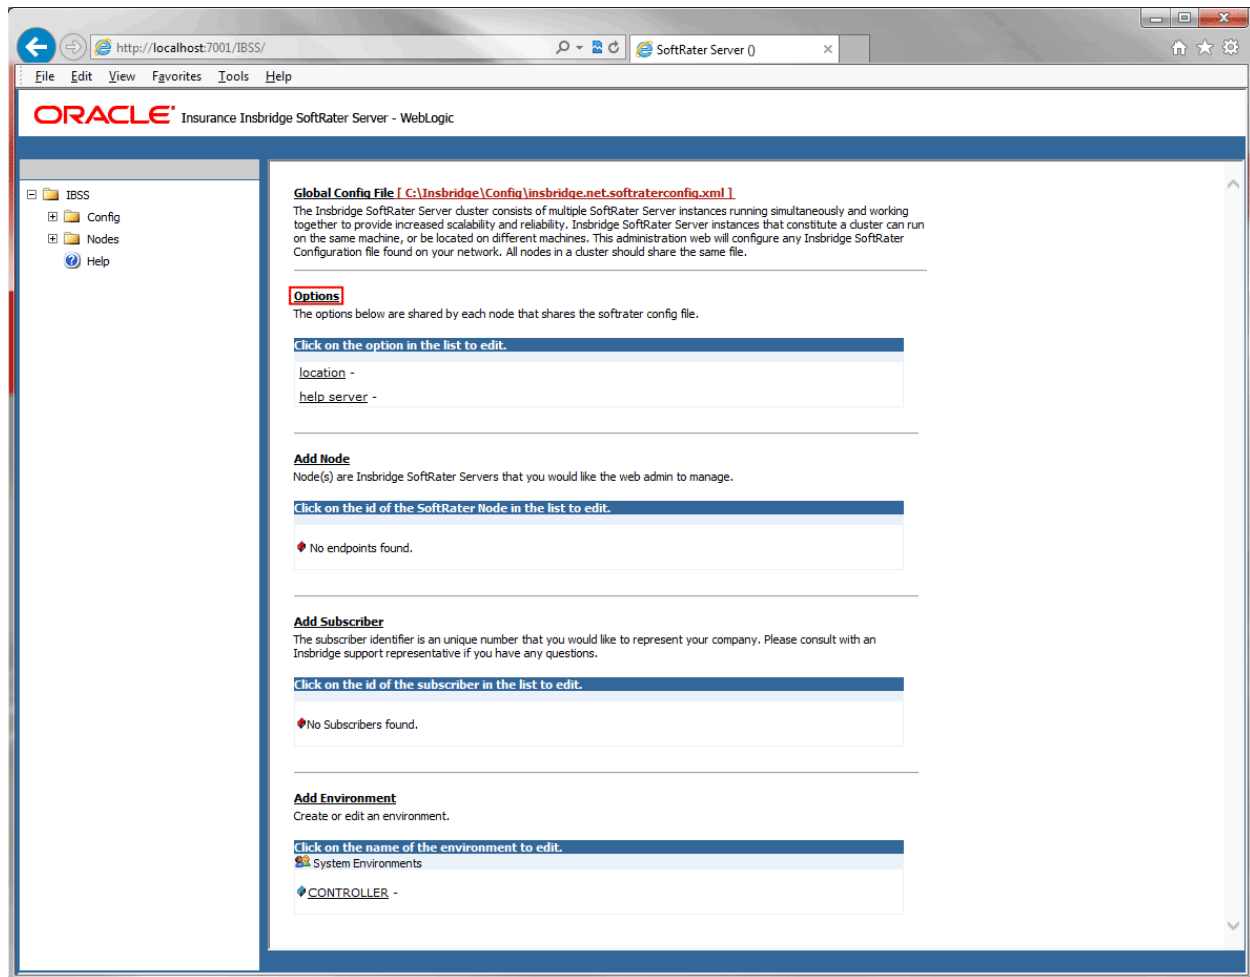 http://localhost:7001/IBSS/
SoftRater Server ()
File Edit View Favorites Tools Help
ORACLE Insurance Insbridge SoftRater Server - WebLogic
IBSS
Config
Nodes
Help
Global Config File [ C:\Insbridge\Config\insbridge.net.softraterconfig.xml ]
The Insbridge SoftRater Server cluster consists of multiple SoftRater Server instances running simultaneously and working
together to provide increased scalability and reliability. Insbridge SoftRater Server instances that constitute a cluster can run
on the same machine, or be located on different machines. This administration web will configure any Insbridge SoftRater
Configuration file found on your network. All nodes in a cluster should share the same file.
Options
The options below are shared by each node that shares the softrater config file.
Click on the option in the list to edit.
location -
help server -
Add Node
Node(s) are Insbridge SoftRater Servers that you would like the web admin to manage.
Click on the id of the SoftRater Node in the list to edit.
No endpoints found.
Add Subscriber
The subscriber identifier is an unique number that you would like to represent your company. Please consult with an
Insbridge support representative if you have any questions.
Click on the id of the subscriber in the list to edit.
No Subscribers found.
Add Environment
Create or edit an environment.
Click on the name of the environment to edit.
System Environments
CONTROLLER -